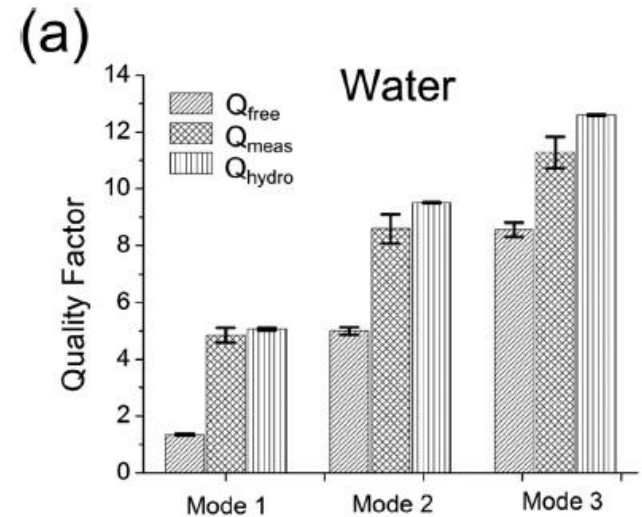 (a)
Water
Q_free
Q_meas
Q_hydro
Quality Factor
14
12
10
8
6
4
2
0
Mode 1 Mode 2 Mode 3